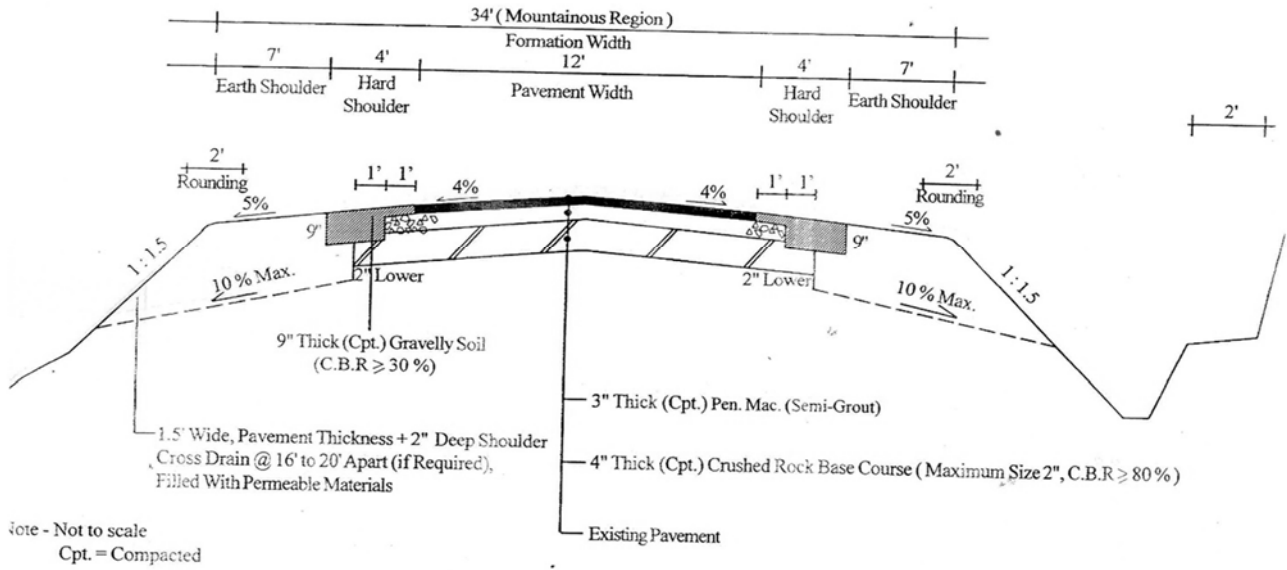 34' ( Mountainous Region )
Formation Width
7' 4' 12' 4' 7'
Earth Shoulder Hard Shoulder Pavement Width Hard Shoulder Earth Shoulder
2'
2' Rounding
1' 1'
4% 4%
1' 1'
2' Rounding
5% 5%
9" 9"
1 : 1.5 1 : 1.5
10 % Max. 2" Lower 2" Lower 10 % Max.
9" Thick (Cpt.) Gravelly Soil
(C.B.R ⩾ 30 %)
3" Thick (Cpt.) Pen. Mac. (Semi-Grout)
1.5' Wide, Pavement Thickness + 2" Deep Shoulder
Cross Drain @ 16' to 20' Apart (if Required),
Filled With Permeable Materials
4" Thick (Cpt.) Crushed Rock Base Course ( Maximum Size 2", C.B.R ⩾ 80 % )
Existing Pavement
Note - Not to scale
Cpt. = Compacted